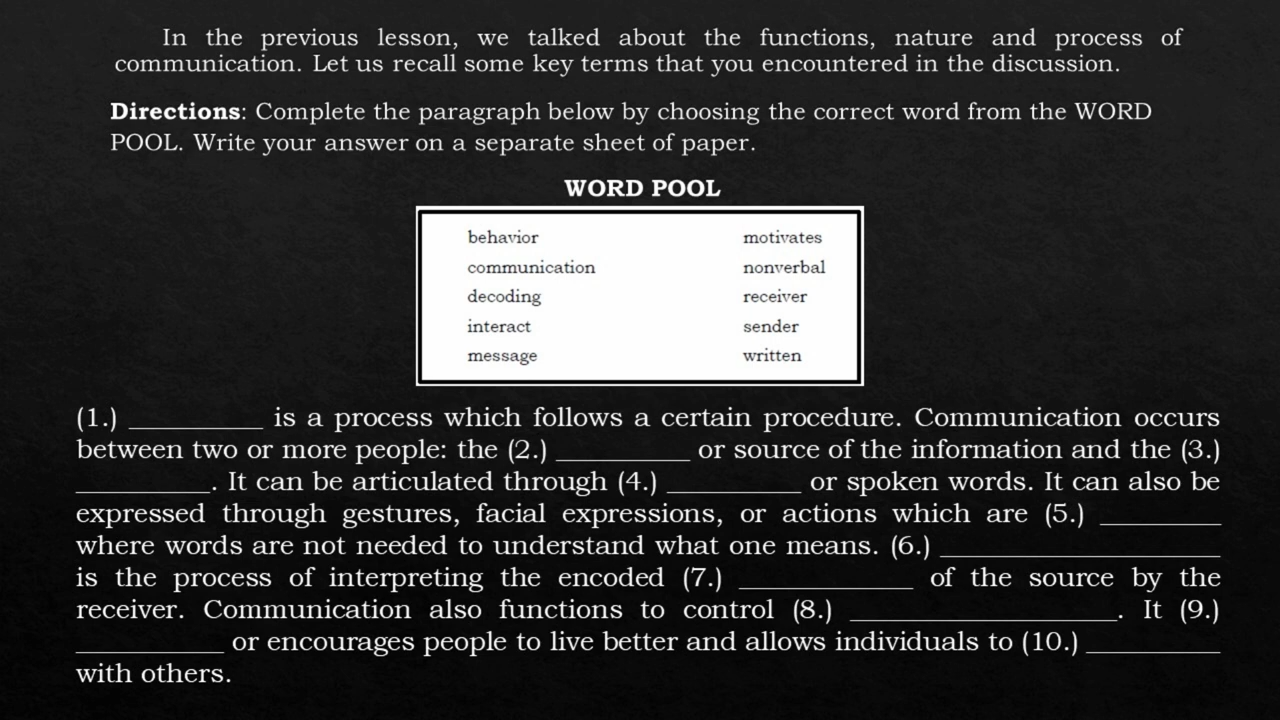 In the previous lesson, we talked about the functions, nature and process of
communication. Let us recall some key terms that you encountered in the discussion.
Directions: Complete the paragraph below by choosing the correct word from the WORD
POOL. Write your answer on a separate sheet of paper.
WORD POOL
behavior motivates
communication nonverbal
decoding receiver
interact sender
message written
(1.) __________ is a process which follows a certain procedure. Communication occurs
between two or more people: the (2.) __________ or source of the information and the (3.)
__________. It can be articulated through (4.) __________ or spoken words. It can also be
expressed through gestures, facial expressions, or actions which are (5.) _________
where words are not needed to understand what one means. (6.) _____________________
is the process of interpreting the encoded (7.) _____________ of the source by the
receiver. Communication also functions to control (8.) ____________________. It (9.)
___________ or encourages people to live better and allows individuals to (10.) __________
with others.